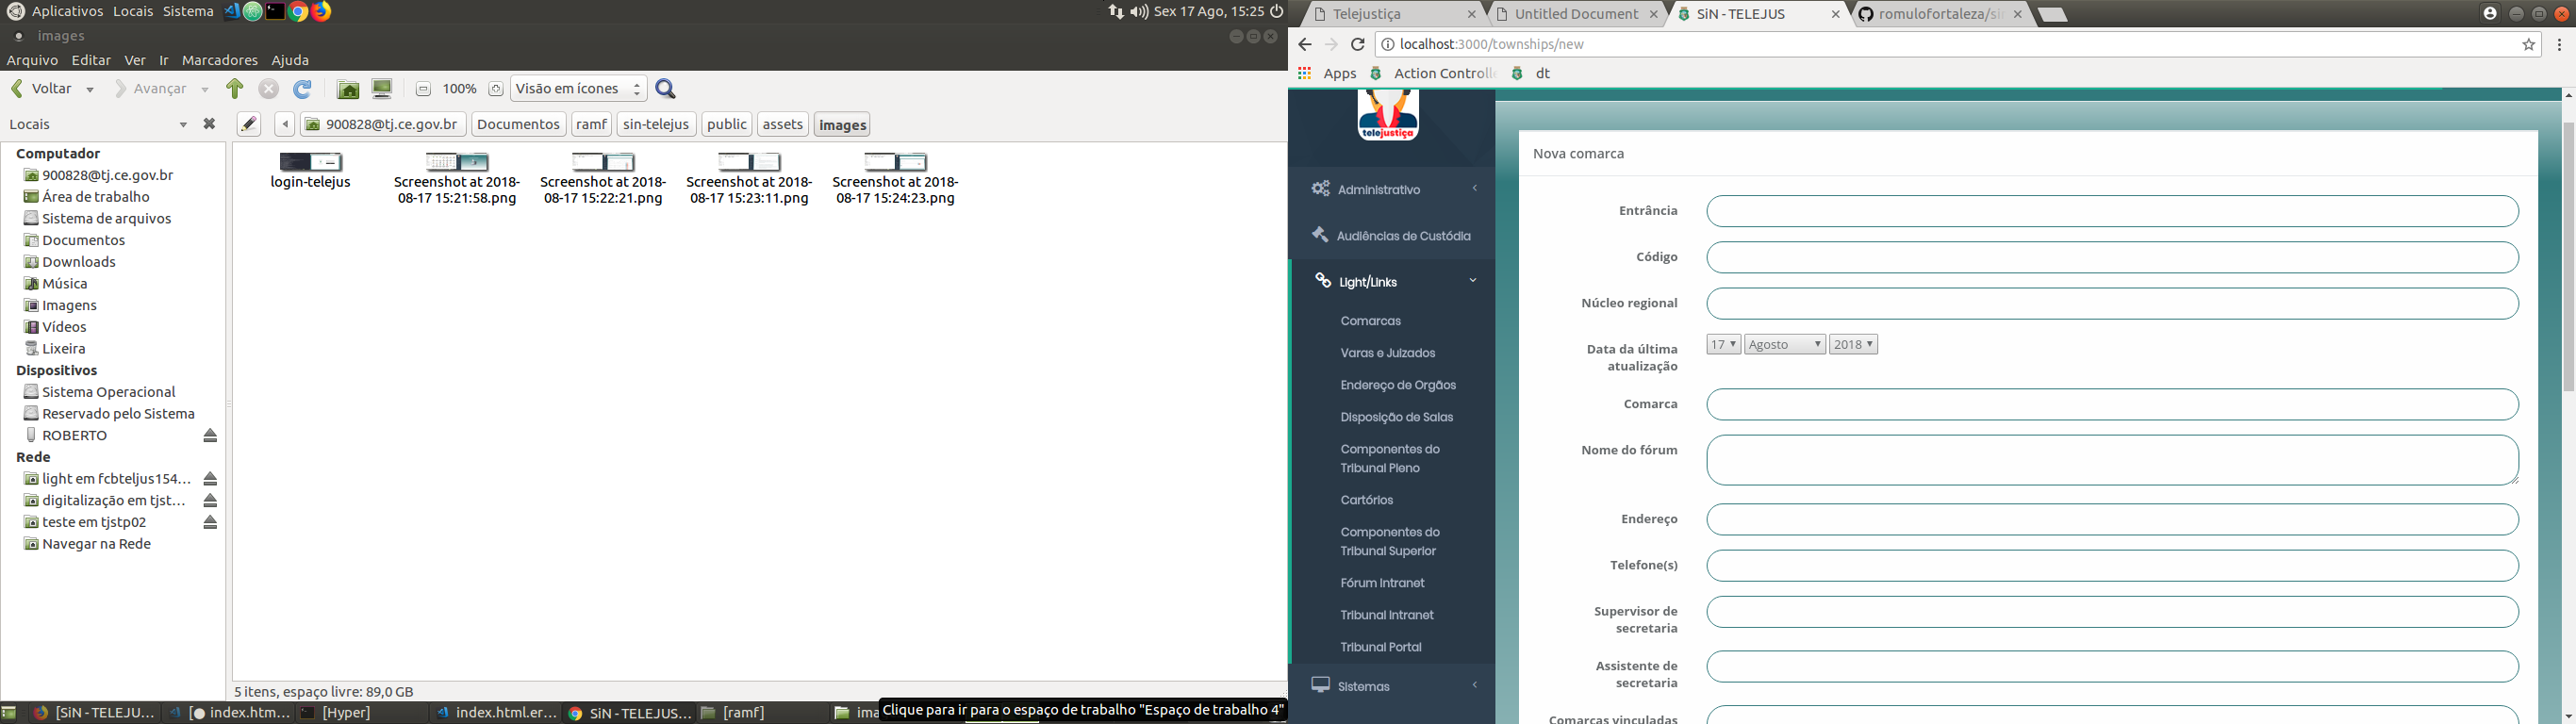 Aplicativos Locais Sistema
Sex 17 Ago, 15:25
images
Arquivo Editar Ver Ir Marcadores Ajuda
Voltar Avançar 100% Visão em ícones
Locais
900828@tj.ce.gov.br Documentos ramf sin-telejus public assets images
Computador
900828@tj.ce.gov.br
Área de trabalho
Sistema de arquivos
Documentos
Downloads
Música
Imagens
Vídeos
Lixeira
Dispositivos
Sistema Operacional
Reservado pelo Sistema
ROBERTO
Rede
light em fcbteljus154...
digitalização em tjst...
teste em tjstp02
Navegar na Rede
login-telejus
Screenshot at 2018-
08-17 15:21:58.png
Screenshot at 2018-
08-17 15:22:21.png
Screenshot at 2018-
08-17 15:23:11.png
Screenshot at 2018-
08-17 15:24:23.png
5 itens, espaço livre: 89,0 GB
[SiN - TELEJU... [● index.htm... [Hyper] index.html.er... SiN - TELEJUS... [ramf] ima
Clique para ir para o espaço de trabalho "Espaço de trabalho 4"
Telejustiça
Untitled Document
SiN - TELEJUS
romulofortaleza/sin
localhost:3000/townships/new
Apps Action Controlle dt
telejustiça
Administrativo
Audiências de Custódia
Light/Links
Comarcas
Varas e Juizados
Endereço de Orgãos
Disposição de Salas
Componentes do
Tribunal Pleno
Cartórios
Componentes do
Tribunal Superior
Fórum Intranet
Tribunal Intranet
Tribunal Portal
Sistemas
Nova comarca
Entrância
Código
Núcleo regional
Data da última
atualização
17 Agosto 2018
Comarca
Nome do fórum
Endereço
Telefone(s)
Supervisor de
secretaria
Assistente de
secretaria
Comarcas vinculadas